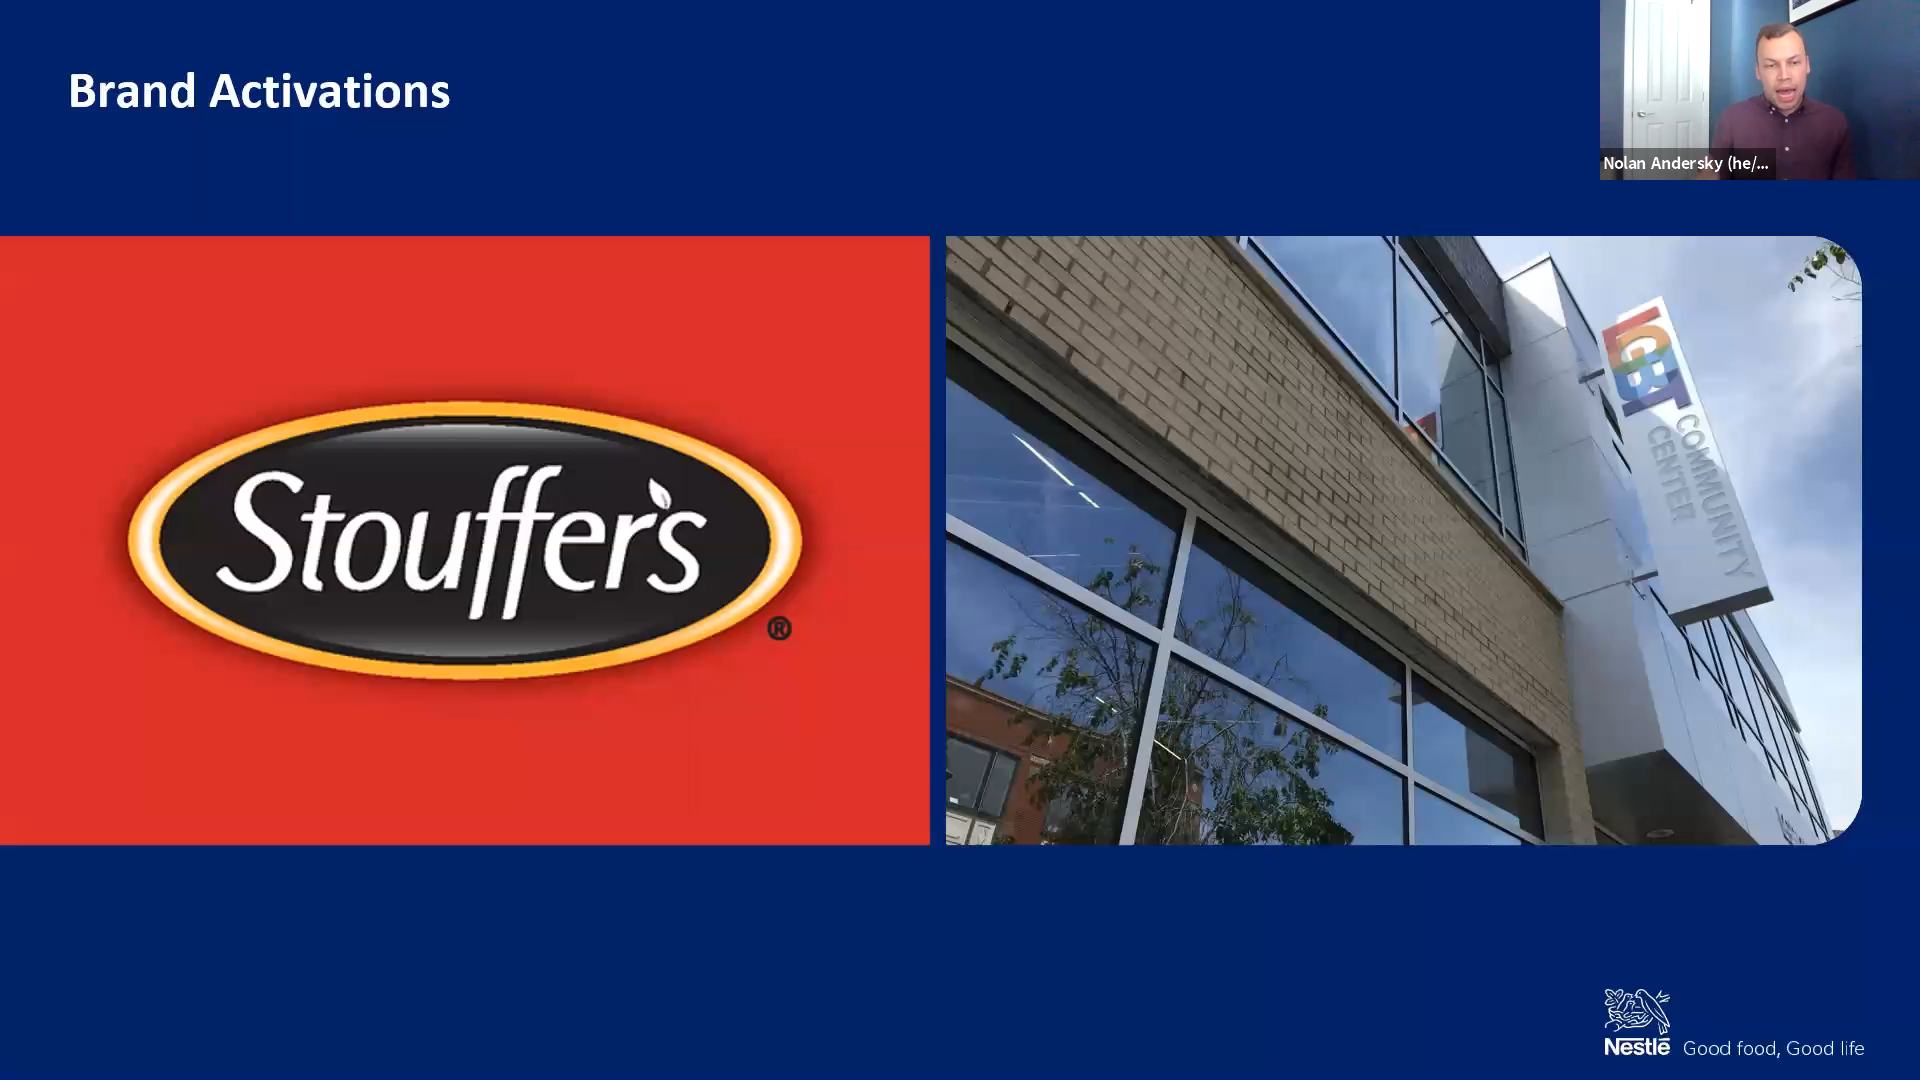 Brand Activations
Nolan Andersky (he/...
Stouffer's
®
LGBT
COMMUNITY
CENTER
Nestlé
Good food, Good life